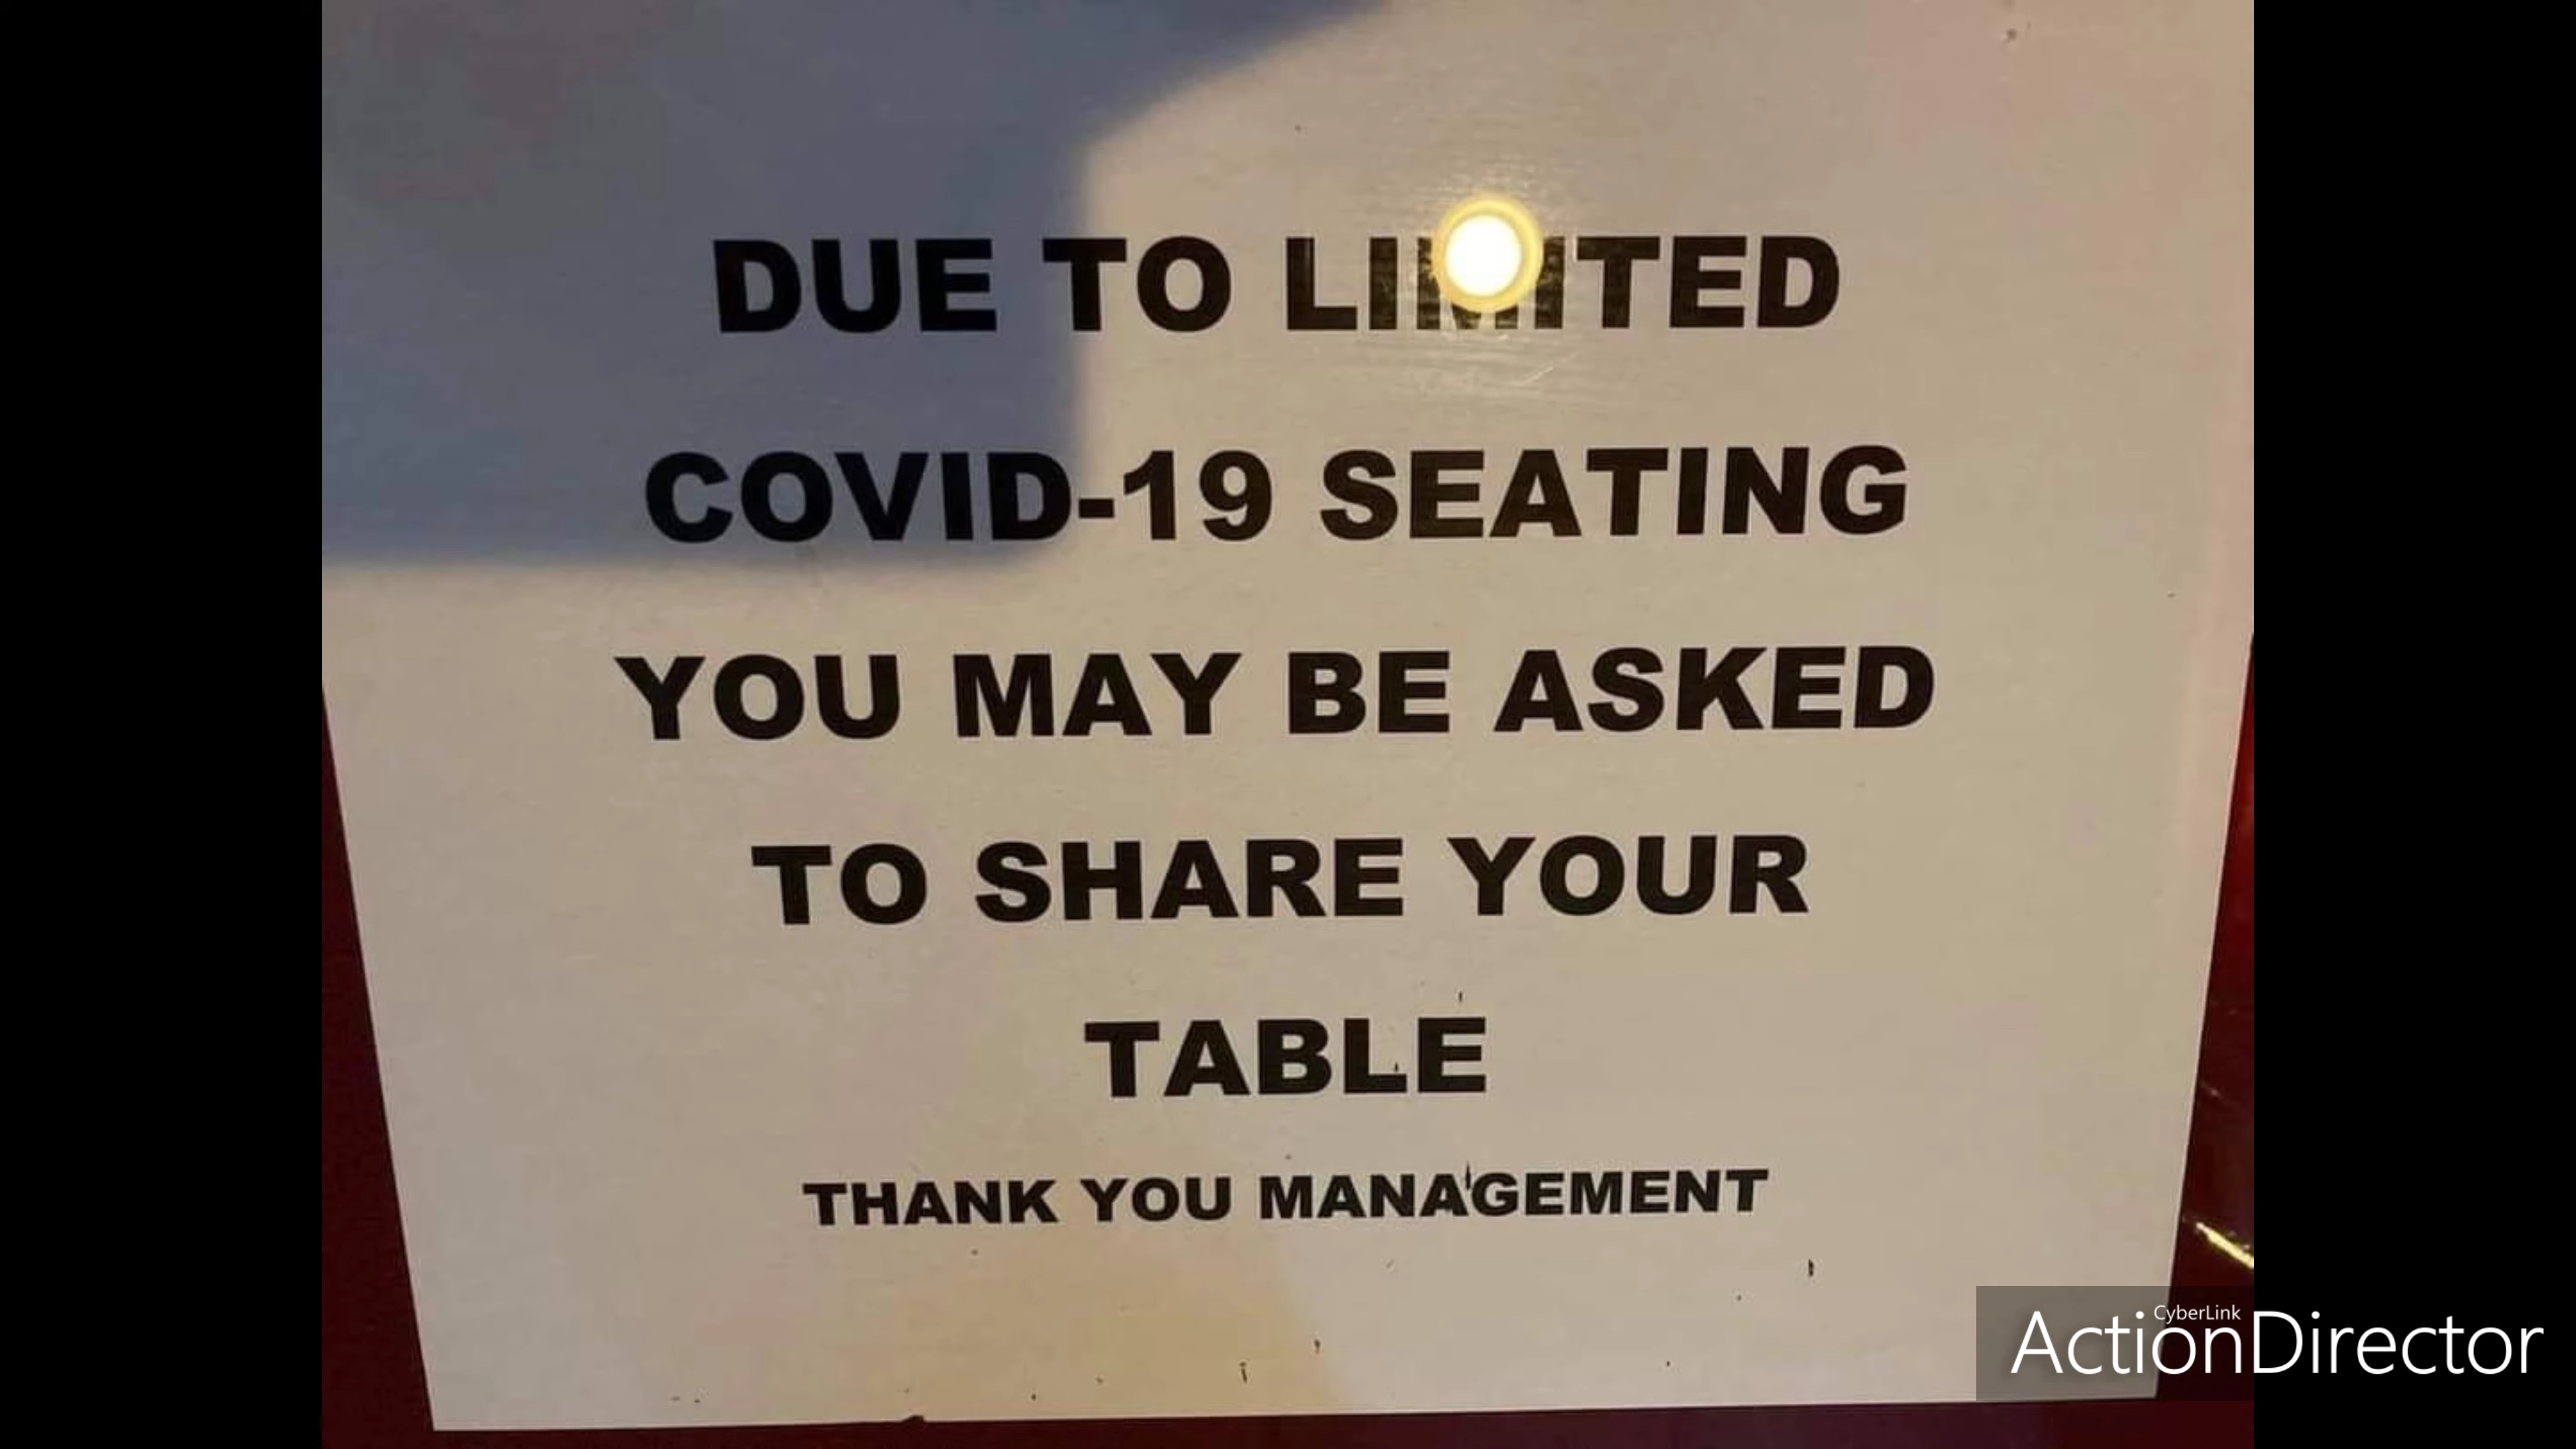 DUE TO LIMITED
COVID-19 SEATING
YOU MAY BE ASKED
TO SHARE YOUR
TABLE
THANK YOU MANAGEMENT
CyberLink
ActionDirector